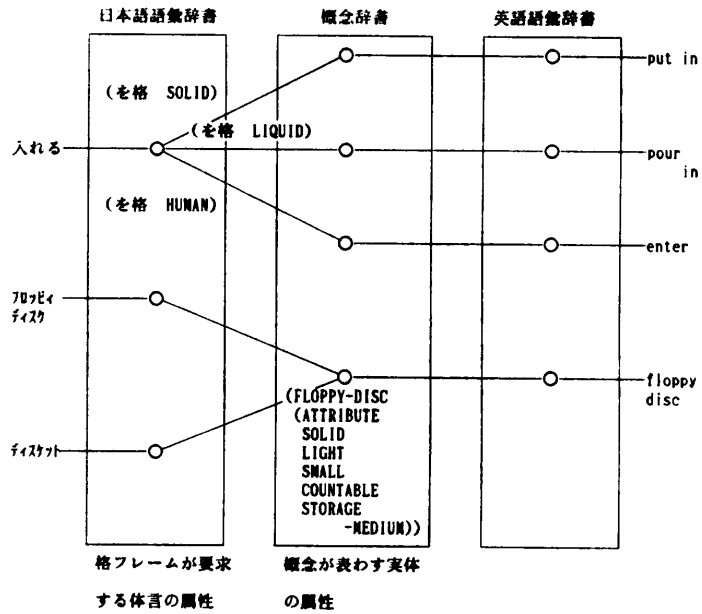 日本語語彙辞書
概念辞書
英語語彙辞書
(を格 SOLID)
(を格 LIQUID)
(を格 HUMAN)
入れる
put in
pour
in
enter
フロッピィ
ディスク
ディスケット
floppy
disc
(FLOPPY-DISC
(ATTRIBUTE
SOLID
LIGHT
SMALL
COUNTABLE
STORAGE
-MEDIUM))
格フレームが要求
する体言の属性
概念が表わす実体
の属性